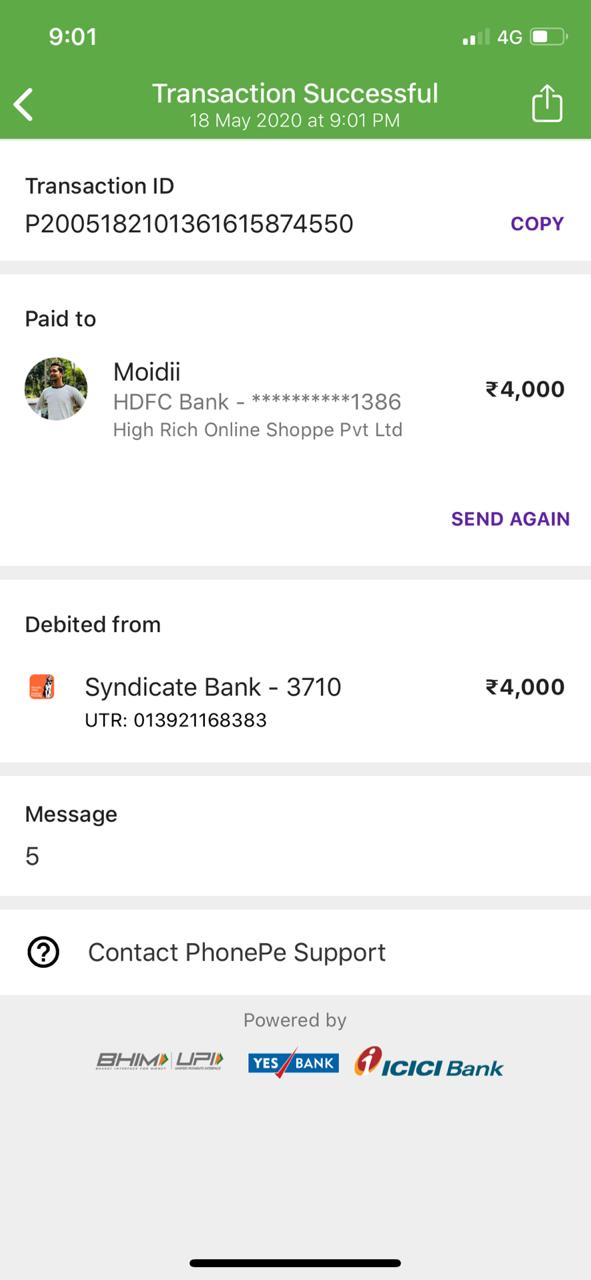 9:01
4G
Transaction Successful
18 May 2020 at 9:01 PM
Transaction ID
P2005182101361615874550
COPY
Paid to
Moidii
HDFC Bank - **********1386
High Rich Online Shoppe Pvt Ltd
₹4,000
SEND AGAIN
Debited from
Syndicate Bank - 3710
₹4,000
UTR: 013921168383
Message
5
Contact PhonePe Support
Powered by
BHIM UPI YES BANK ICICI Bank